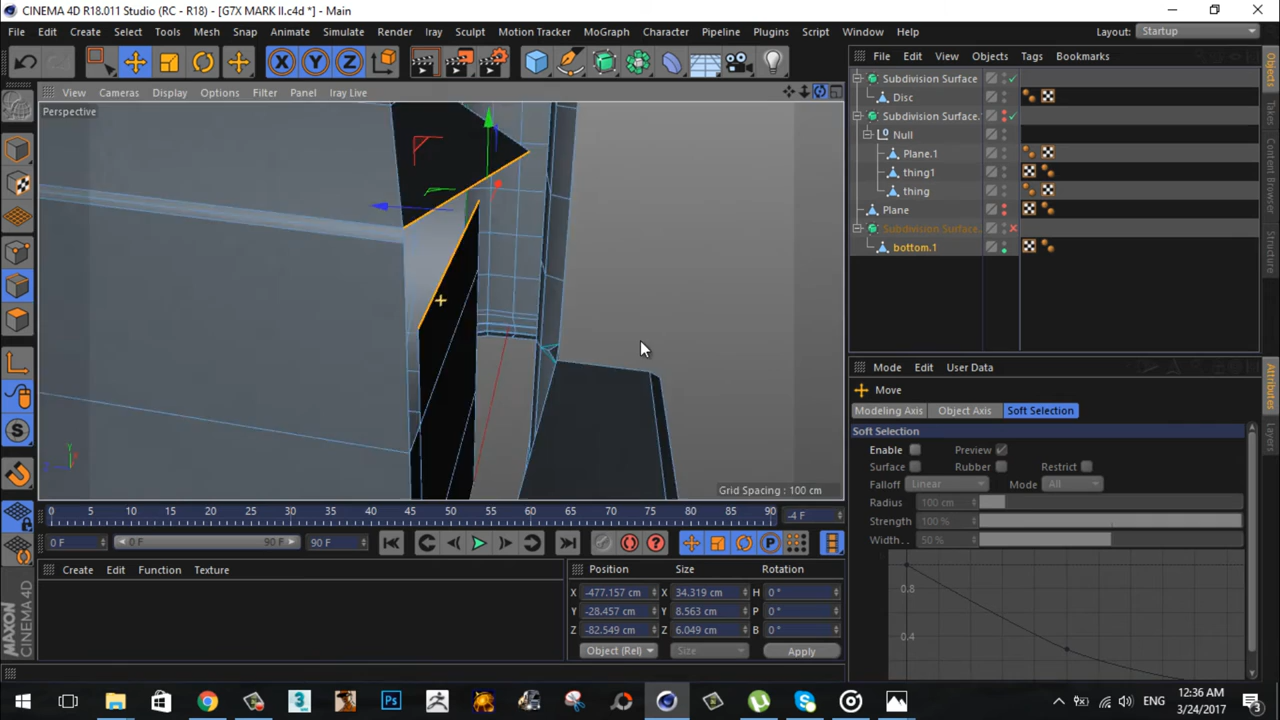 CINEMA 4D R18.011 Studio (RC - R18) - [G7X MARK II.c4d *] - Main
File Edit Create Select Tools Mesh Snap Animate Simulate Render Iray Sculpt Motion Tracker MoGraph Character Pipeline Plugins Script Window Help Layout: Startup
X Y Z
File Edit View Objects Tags Bookmarks
View Cameras Display Options Filter Panel Iray Live
Perspective
Subdivision Surface
Disc
Subdivision Surface.
Null
Plane.1
thing1
thing
Plane
Subdivision Surface.
bottom.1
Objects
Takes
Content Browser
Structure
Mode Edit User Data
Move
Modeling Axis Object Axis Soft Selection
Soft Selection
Enable Preview
Surface Rubber Restrict
Falloff Linear Mode All
Radius 100 cm
Strength 100 %
Width.. 50 %
0.8
0.4
Attributes
Layers
Y
Grid Spacing : 100 cm
0 5 10 15 20 25 30 35 40 45 50 55 60 65 70 75 80 85 90 -4 F
0 F 0 F 90 F 90 F
Create Edit Function Texture
Position Size Rotation
X -477.157 cm X 34.319 cm H 0 °
Y -28.457 cm Y 8.563 cm P 0 °
Z -82.549 cm Z 6.049 cm B 0 °
Object (Rel) Size Apply
MAXON CINEMA 4D
ENG 12:36 AM
3/24/2017
3